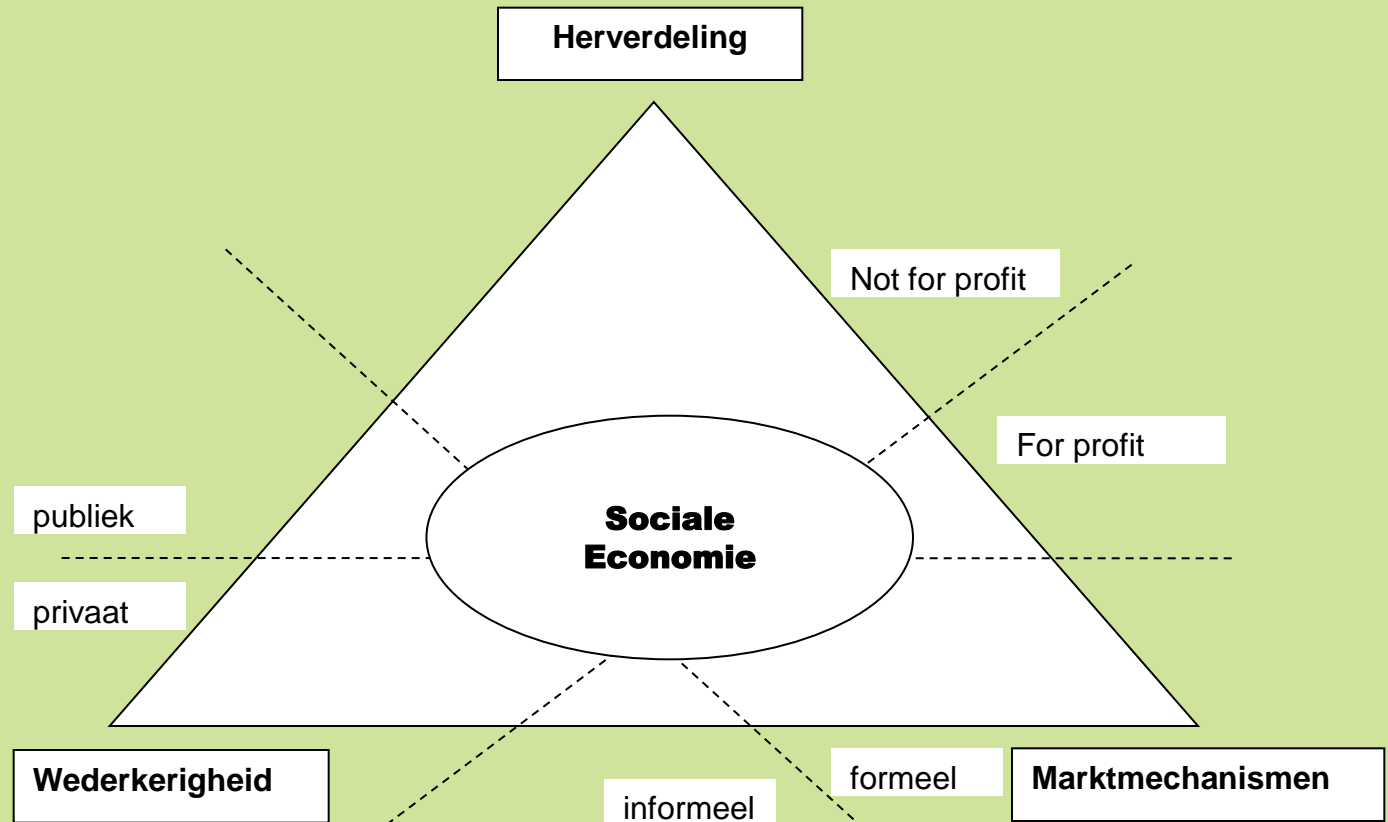 Herverdeling
Not for profit
For profit
publiek
Sociale
Economie
privaat
Wederkerigheid
informeel
formeel
Marktmechanismen